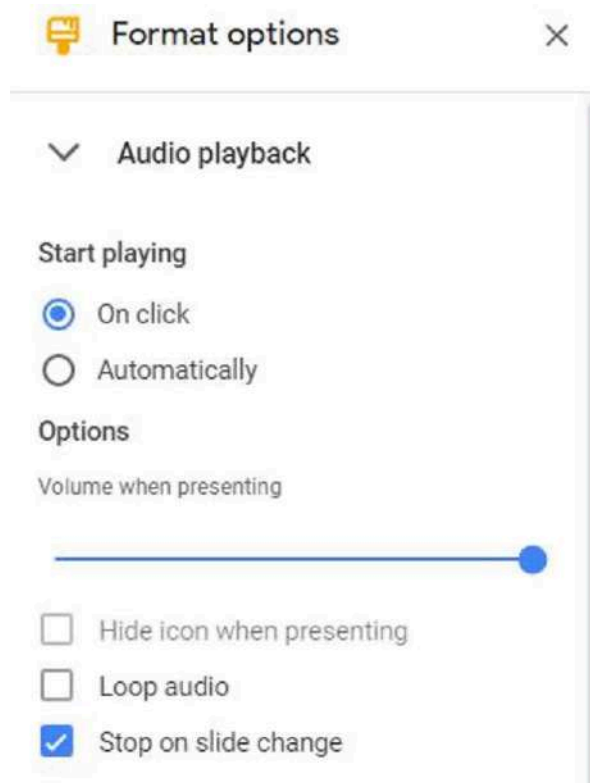 Format options
Audio playback
Start playing
On click
Automatically
Options
Volume when presenting
Hide icon when presenting
Loop audio
Stop on slide change